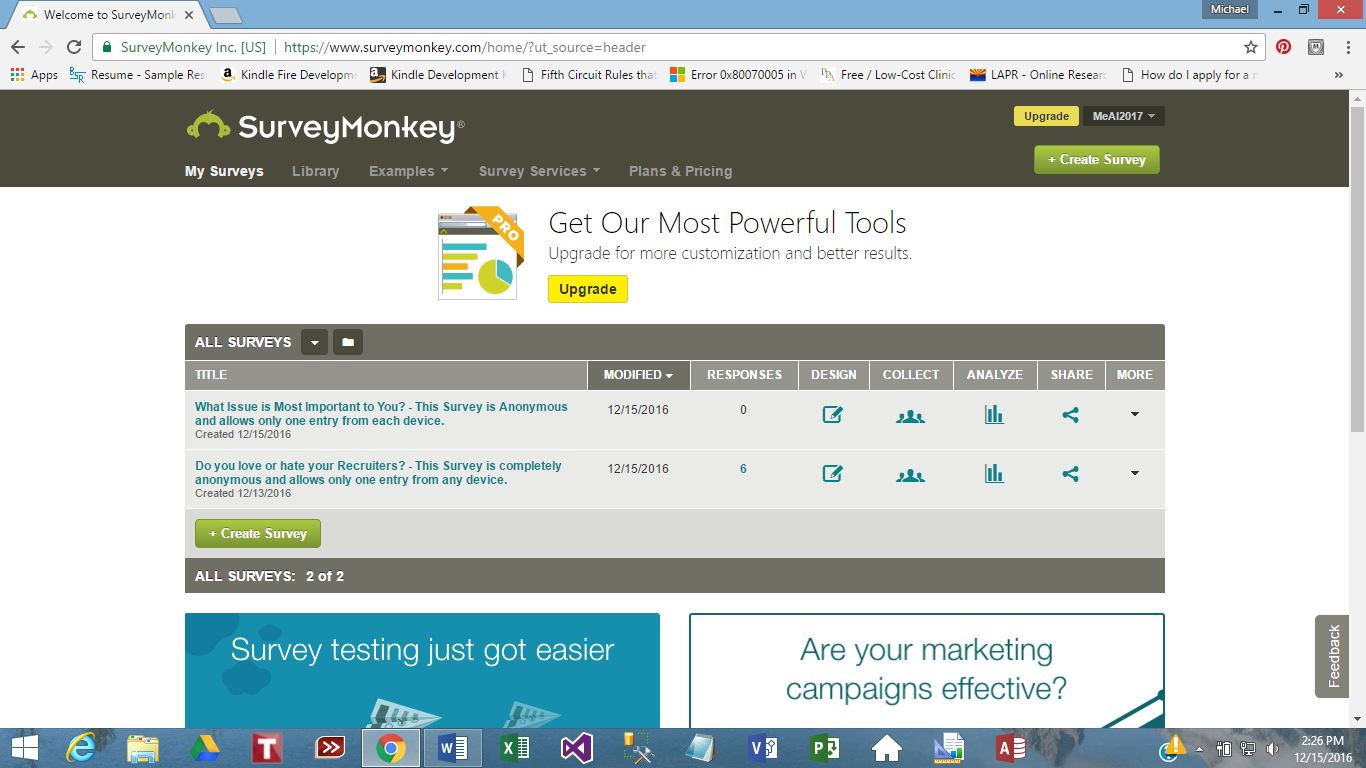 Michael
Welcome to SurveyMonk
SurveyMonkey Inc. [US] https://www.surveymonkey.com/home/?ut_source=header
Apps Resume - Sample Res Kindle Fire Developm Kindle Development K Fifth Circuit Rules that Error 0x80070005 in W Free / Low-Cost Clinic LAPR - Online Resear How do I apply for a »
SurveyMonkey®
Upgrade MeAI2017
+ Create Survey
My Surveys Library Examples Survey Services Plans & Pricing
PRO
Get Our Most Powerful Tools
Upgrade for more customization and better results.
Upgrade
ALL SURVEYS
TITLE MODIFIED RESPONSES DESIGN COLLECT ANALYZE SHARE MORE
What Issue is Most Important to You? - This Survey is Anonymous 12/15/2016 0
and allows only one entry from each device.
Created 12/15/2016
Do you love or hate your Recruiters? - This Survey is completely 12/15/2016 6
anonymous and allows only one entry from any device.
Created 12/13/2016
+ Create Survey
ALL SURVEYS: 2 of 2
Survey testing just got easier
Are your marketing
campaigns effective?
Feedback
2:26 PM
12/15/2016